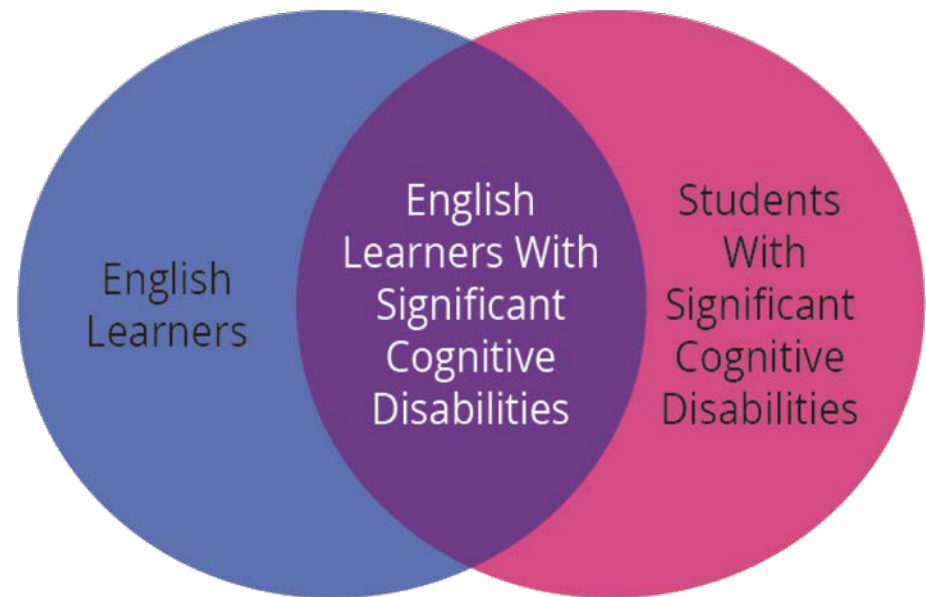 English
Learners
English
Learners With
Significant
Cognitive
Disabilities
Students
With
Significant
Cognitive
Disabilities